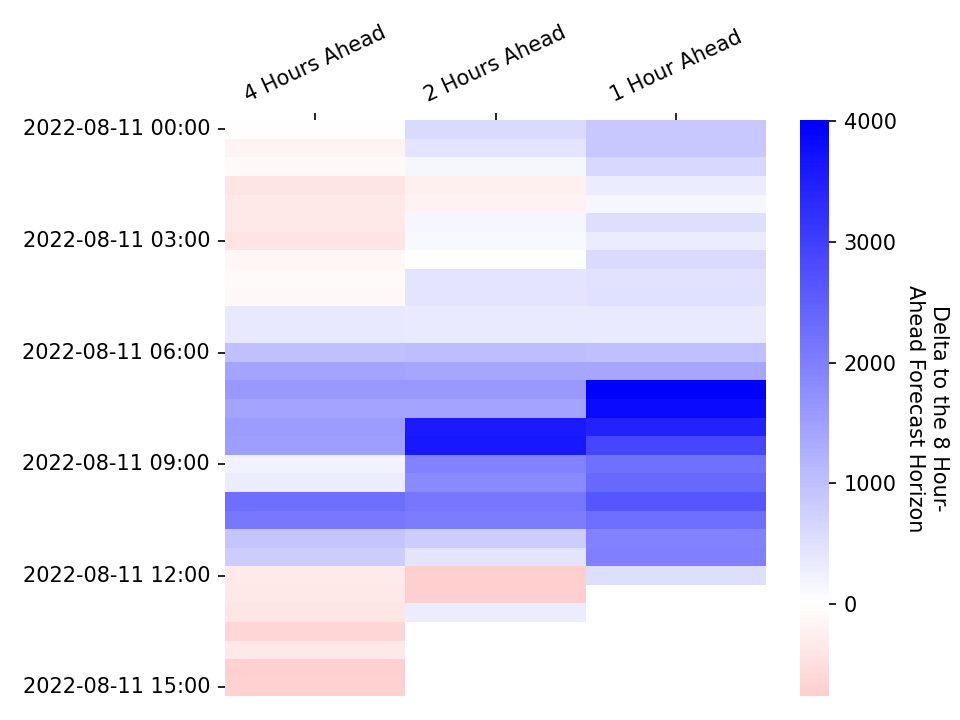 4 Hours Ahead
2 Hours Ahead
1 Hour Ahead
2022-08-11 00:00
2022-08-11 03:00
2022-08-11 06:00
2022-08-11 09:00
2022-08-11 12:00
2022-08-11 15:00
4000
3000
2000
1000
0
Delta to the 8 Hour-
Ahead Forecast Horizon